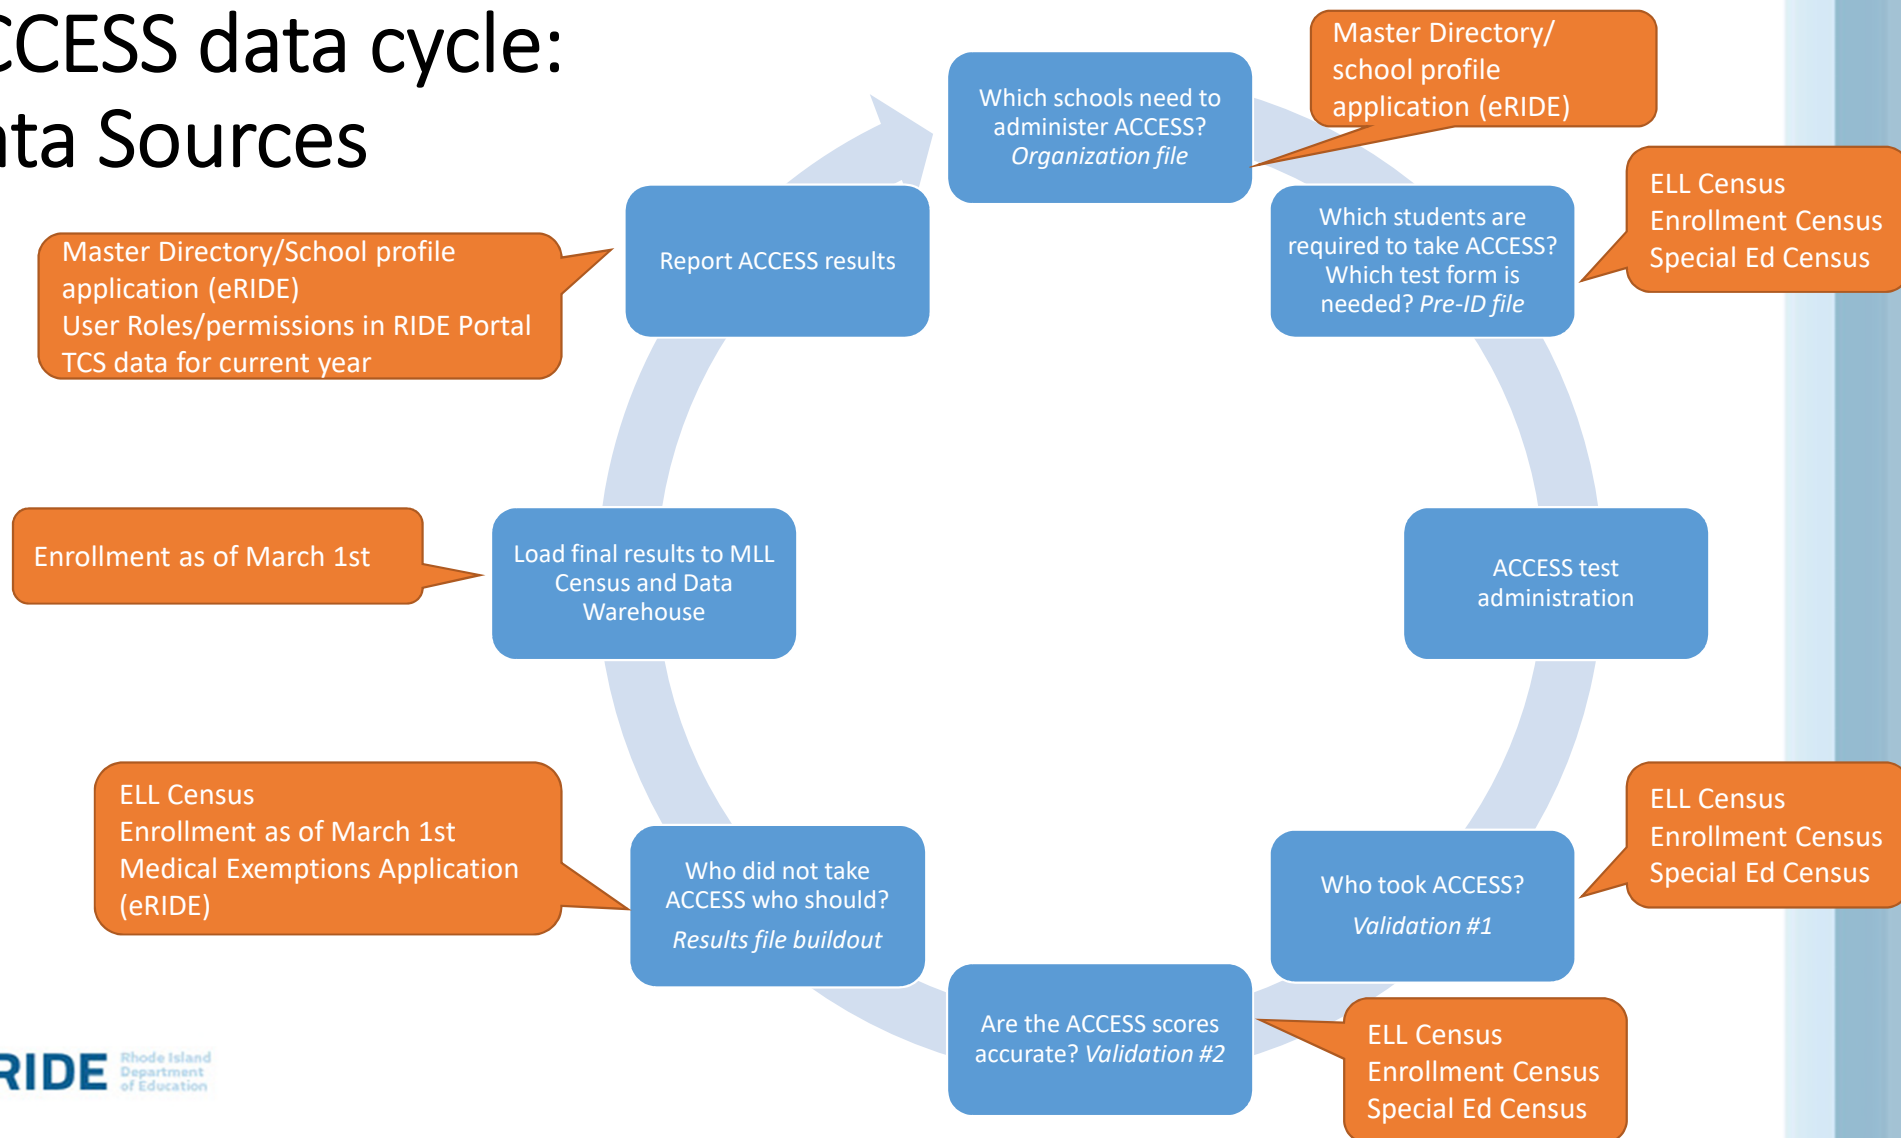 CCESS data cycle:
ata Sources
Which schools need to
administer ACCESS?
Organization file
Master Directory/
school profile
application (eRIDE)
Which students are
required to take ACCESS?
Which test form is
needed? Pre-ID file
ELL Census
Enrollment Census
Special Ed Census
ACCESS test
administration
Who took ACCESS?
Validation #1
ELL Census
Enrollment Census
Special Ed Census
Are the ACCESS scores
accurate? Validation #2
ELL Census
Enrollment Census
Special Ed Census
Who did not take
ACCESS who should?
Results file buildout
ELL Census
Enrollment as of March 1st
Medical Exemptions Application
(eRIDE)
Load final results to MLL
Census and Data
Warehouse
Enrollment as of March 1st
Report ACCESS results
Master Directory/School profile
application (eRIDE)
User Roles/permissions in RIDE Portal
TCS data for current year
RIDE
Rhode Island
Department
of Education